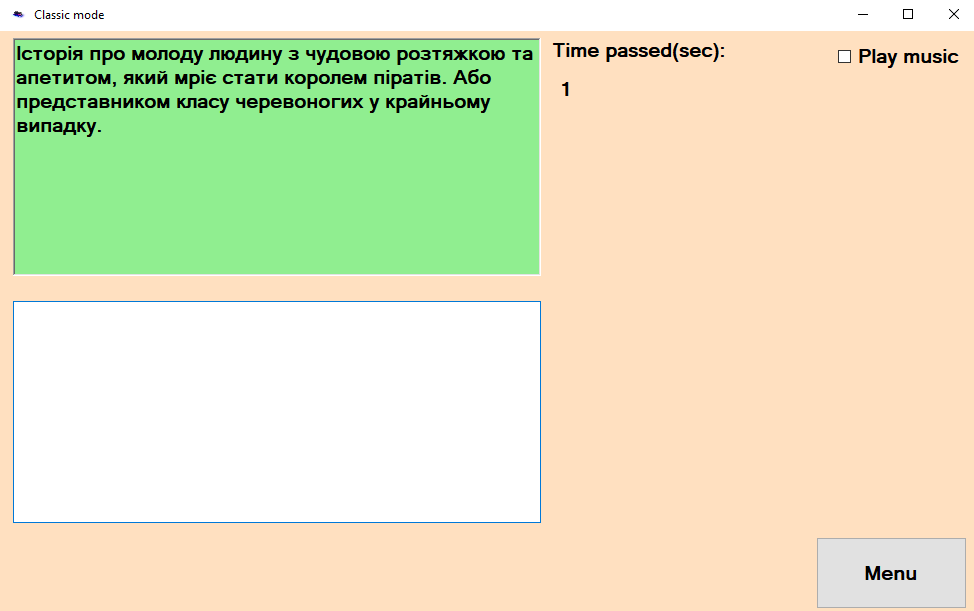 Classic mode
Історія про молоду людину з чудовою розтяжкою та
апетитом, який мріє стати королем піратів. Або
представником класу черевоногих у крайньому
випадку.
Time passed(sec):
1
Play music
Menu